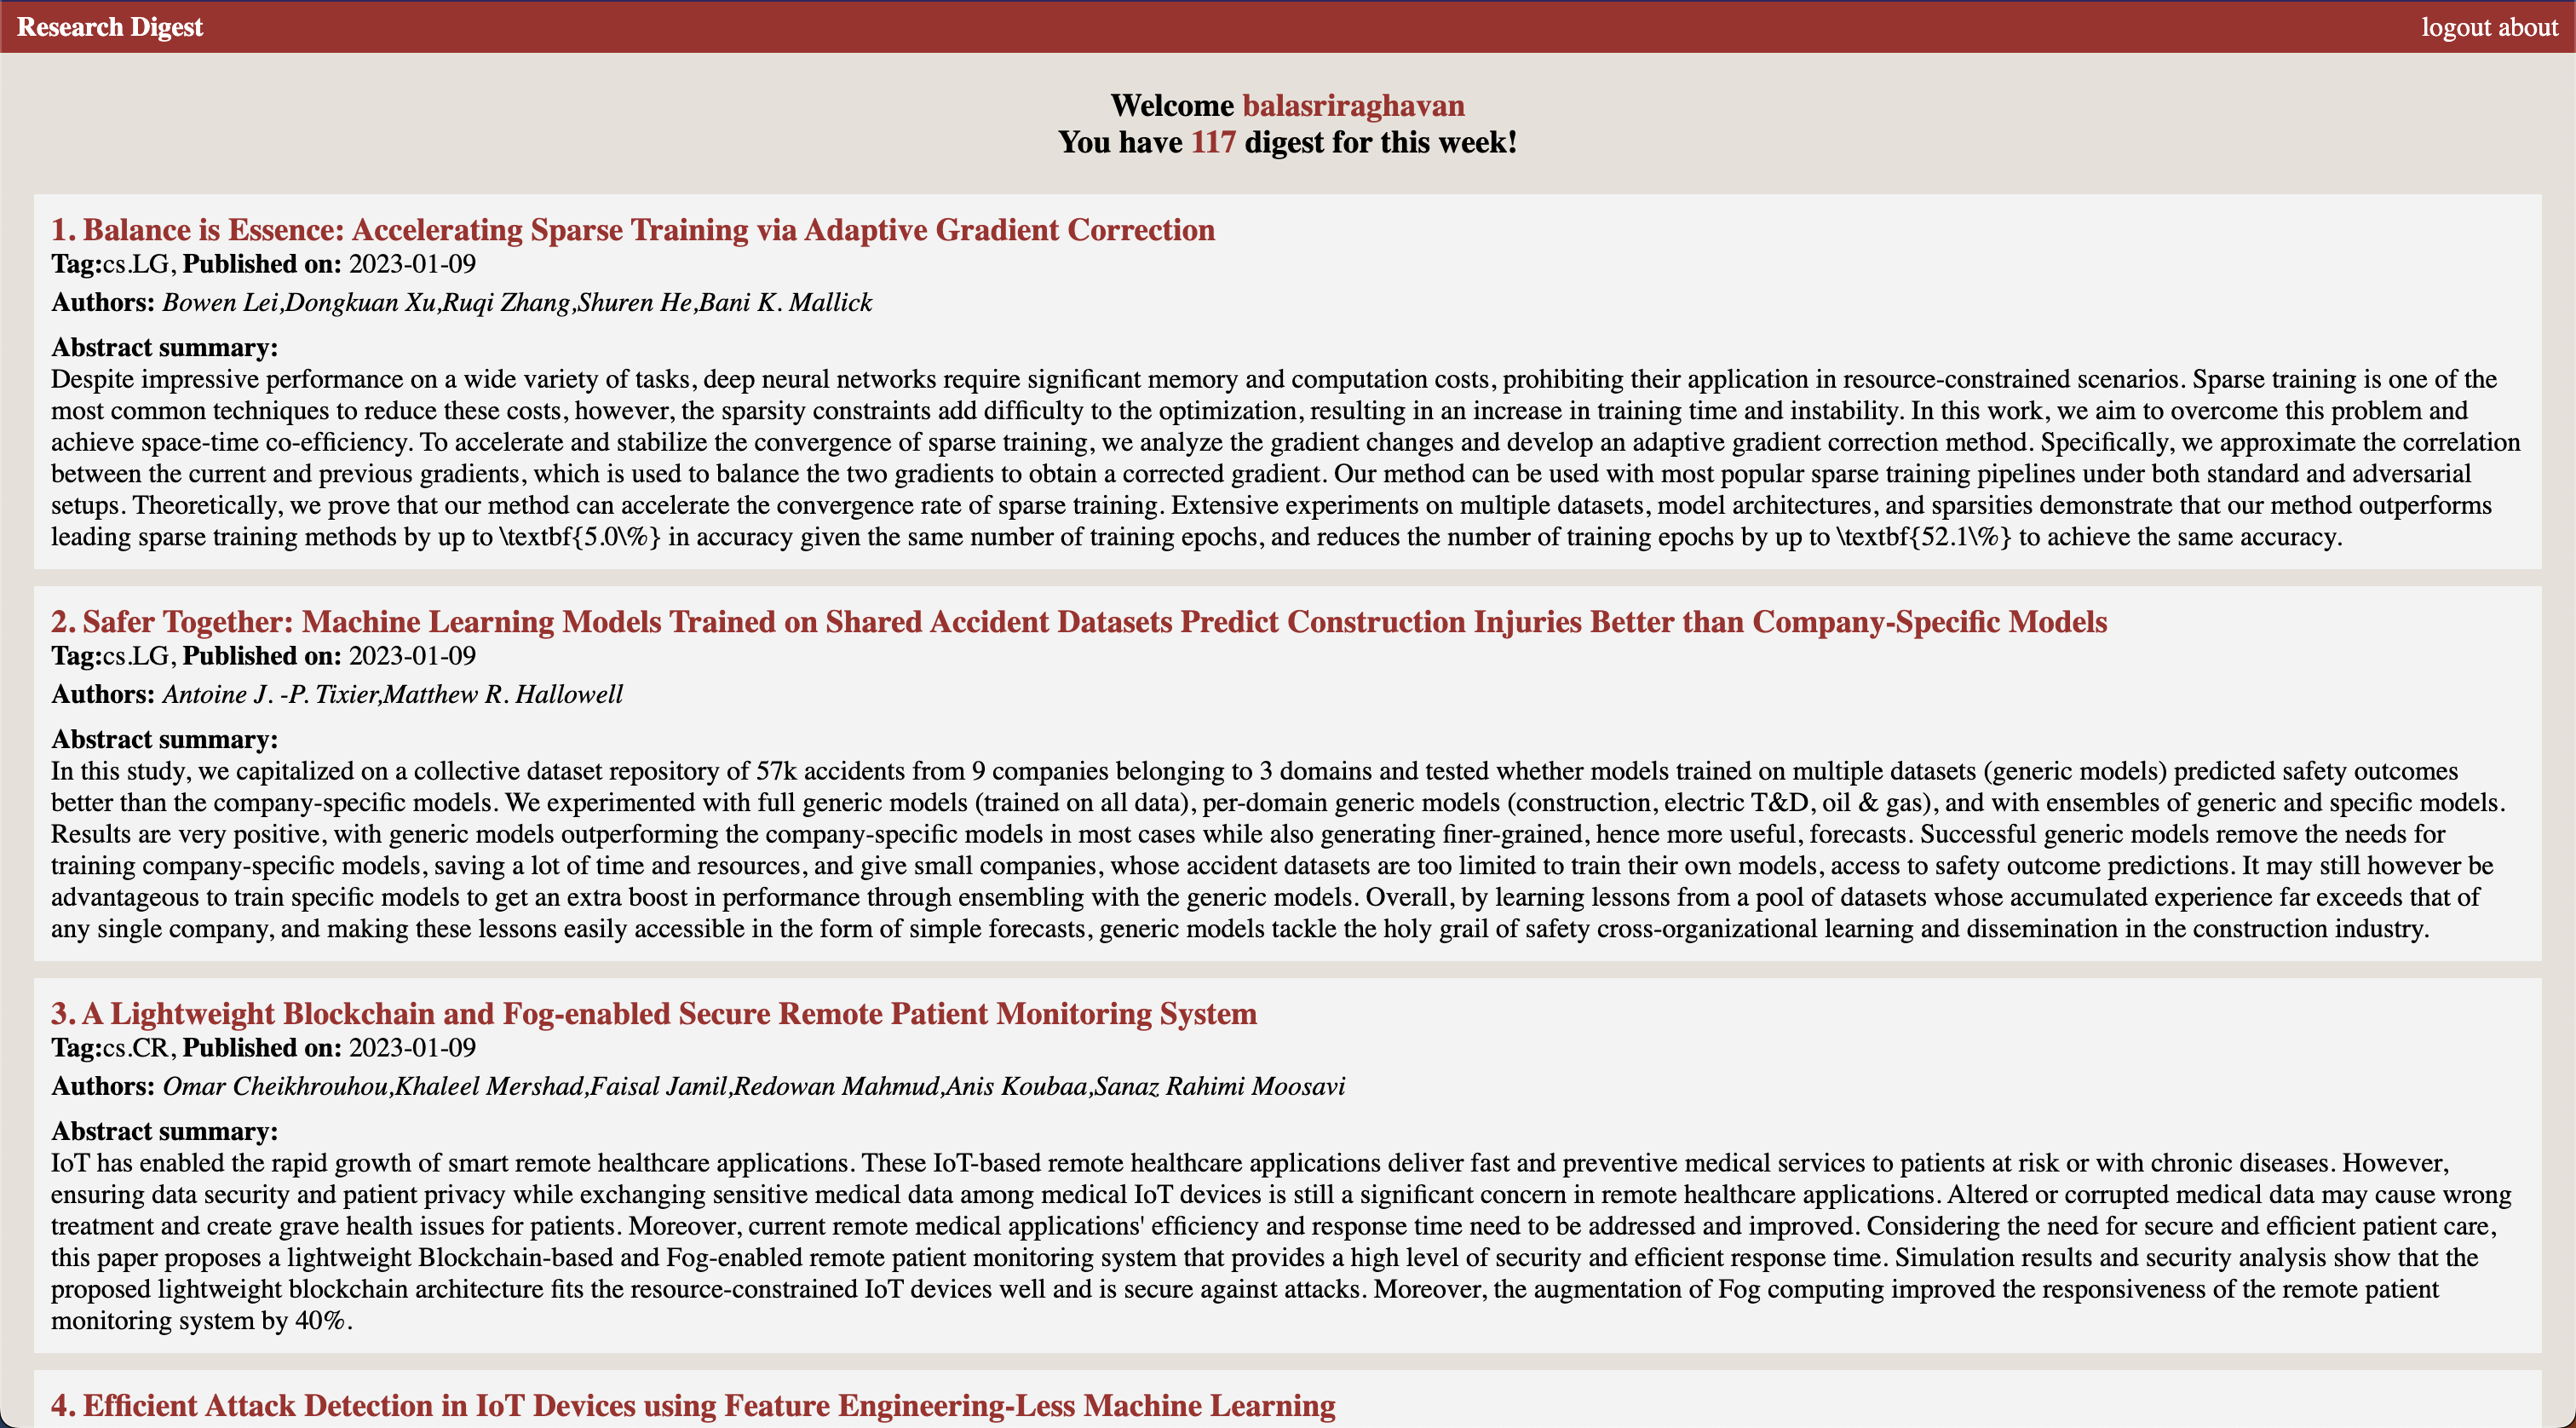 Research Digest
logout about
Welcome balasriraghavan
You have 117 digest for this week!
1. Balance is Essence: Accelerating Sparse Training via Adaptive Gradient Correction
Tag:cs.LG, Published on: 2023-01-09
Authors: Bowen Lei,Dongkuan Xu,Ruqi Zhang,Shuren He,Bani K. Mallick
Abstract summary:
Despite impressive performance on a wide variety of tasks, deep neural networks require significant memory and computation costs, prohibiting their application in resource-constrained scenarios. Sparse training is one of the
most common techniques to reduce these costs, however, the sparsity constraints add difficulty to the optimization, resulting in an increase in training time and instability. In this work, we aim to overcome this problem and
achieve space-time co-efficiency. To accelerate and stabilize the convergence of sparse training, we analyze the gradient changes and develop an adaptive gradient correction method. Specifically, we approximate the correlation
between the current and previous gradients, which is used to balance the two gradients to obtain a corrected gradient. Our method can be used with most popular sparse training pipelines under both standard and adversarial
setups. Theoretically, we prove that our method can accelerate the convergence rate of sparse training. Extensive experiments on multiple datasets, model architectures, and sparsities demonstrate that our method outperforms
leading sparse training methods by up to \textbf{5.0\%} in accuracy given the same number of training epochs, and reduces the number of training epochs by up to \textbf{52.1\%} to achieve the same accuracy.
2. Safer Together: Machine Learning Models Trained on Shared Accident Datasets Predict Construction Injuries Better than Company-Specific Models
Tag:cs.LG, Published on: 2023-01-09
Authors: Antoine J. -P. Tixier,Matthew R. Hallowell
Abstract summary:
In this study, we capitalized on a collective dataset repository of 57k accidents from 9 companies belonging to 3 domains and tested whether models trained on multiple datasets (generic models) predicted safety outcomes
better than the company-specific models. We experimented with full generic models (trained on all data), per-domain generic models (construction, electric T&D, oil & gas), and with ensembles of generic and specific models.
Results are very positive, with generic models outperforming the company-specific models in most cases while also generating finer-grained, hence more useful, forecasts. Successful generic models remove the needs for
training company-specific models, saving a lot of time and resources, and give small companies, whose accident datasets are too limited to train their own models, access to safety outcome predictions. It may still however be
advantageous to train specific models to get an extra boost in performance through ensembling with the generic models. Overall, by learning lessons from a pool of datasets whose accumulated experience far exceeds that of
any single company, and making these lessons easily accessible in the form of simple forecasts, generic models tackle the holy grail of safety cross-organizational learning and dissemination in the construction industry.
3. A Lightweight Blockchain and Fog-enabled Secure Remote Patient Monitoring System
Tag:cs.CR, Published on: 2023-01-09
Authors: Omar Cheikhrouhou,Khaleel Mershad,Faisal Jamil,Redowan Mahmud,Anis Koubaa,Sanaz Rahimi Moosavi
Abstract summary:
IoT has enabled the rapid growth of smart remote healthcare applications. These IoT-based remote healthcare applications deliver fast and preventive medical services to patients at risk or with chronic diseases. However,
ensuring data security and patient privacy while exchanging sensitive medical data among medical IoT devices is still a significant concern in remote healthcare applications. Altered or corrupted medical data may cause wrong
treatment and create grave health issues for patients. Moreover, current remote medical applications' efficiency and response time need to be addressed and improved. Considering the need for secure and efficient patient care,
this paper proposes a lightweight Blockchain-based and Fog-enabled remote patient monitoring system that provides a high level of security and efficient response time. Simulation results and security analysis show that the
proposed lightweight blockchain architecture fits the resource-constrained IoT devices well and is secure against attacks. Moreover, the augmentation of Fog computing improved the responsiveness of the remote patient
monitoring system by 40%.
4. Efficient Attack Detection in IoT Devices using Feature Engineering-Less Machine Learning